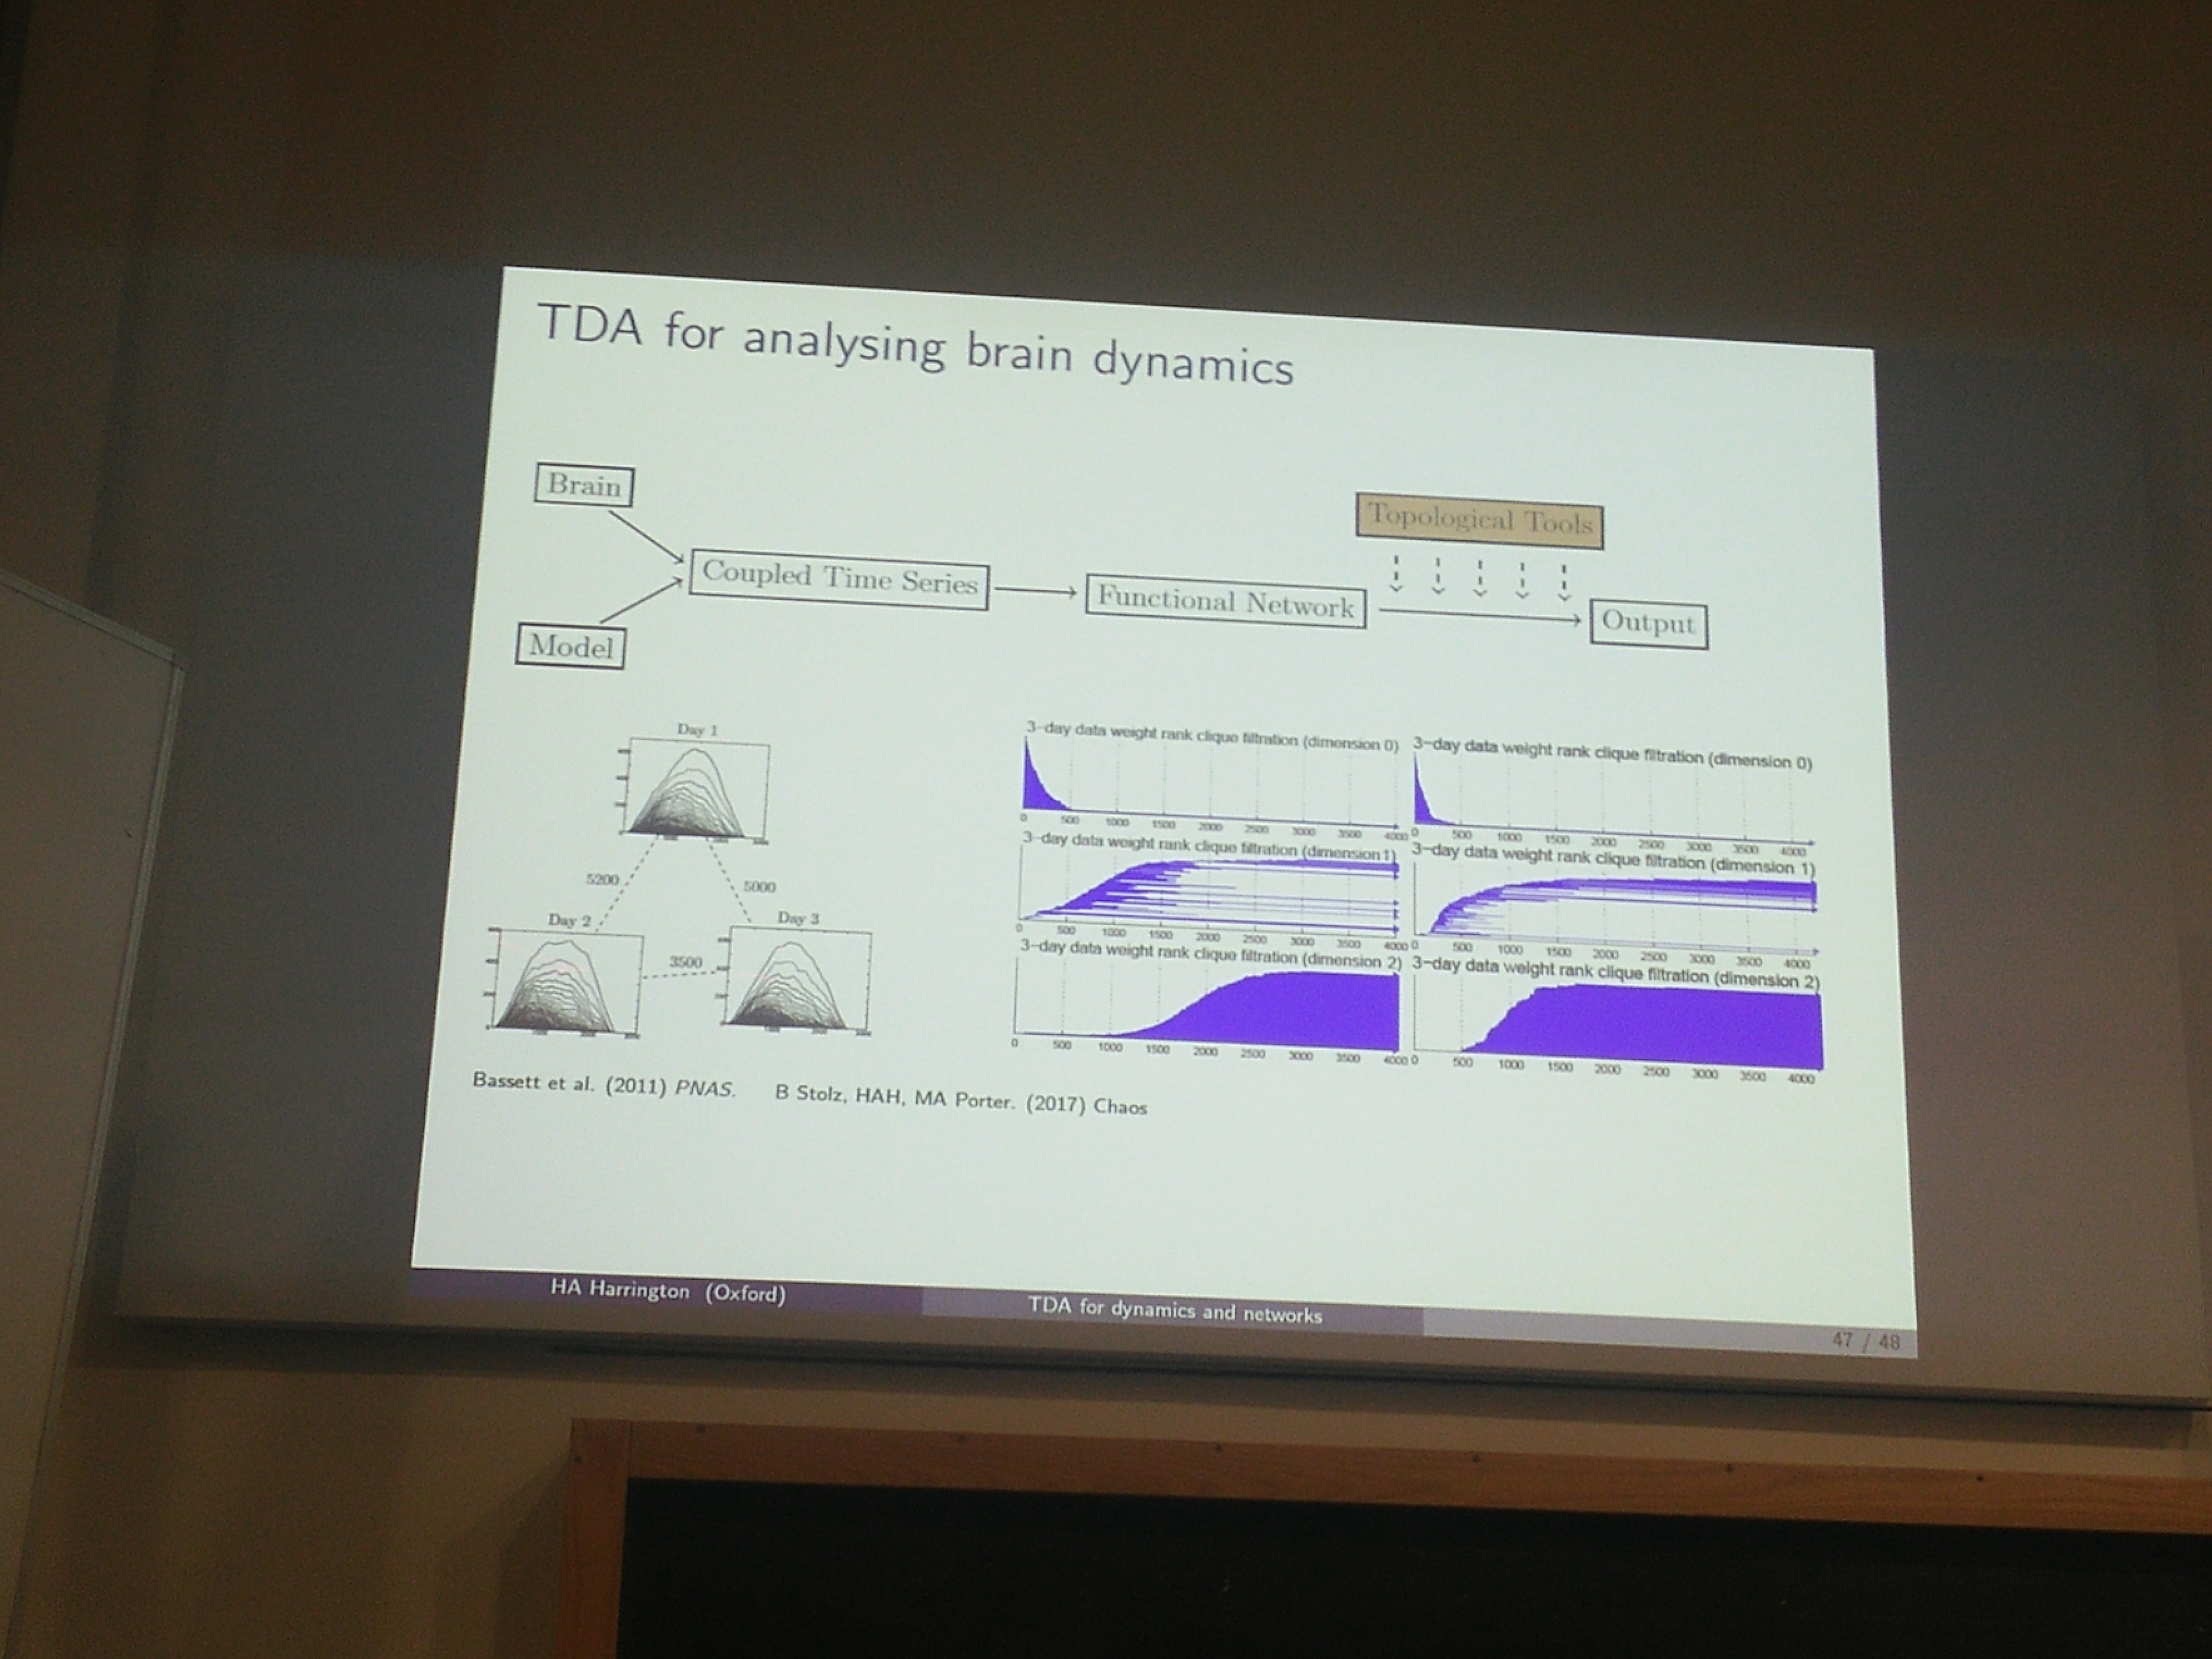 TDA for analysing brain dynamics
Brain
Topological Tools
Coupled Time Series
Functional Network
Output
Model
Day 1
5200
5000
Day 2
Day 3
3500
3-day data weight rank clique filtration (dimension 0)
0 500 1000 1500 2000 2500 3000 3500 4000
3-day data weight rank clique filtration (dimension 1)
0 500 1000 1500 2000 2500 3000 3500 4000
3-day data weight rank clique filtration (dimension 2)
0 500 1000 1500 2000 2500 3000 3500 4000
3-day data weight rank clique filtration (dimension 0)
0 500 1000 1500 2000 2500 3000 3500 4000
3-day data weight rank clique filtration (dimension 1)
0 500 1000 1500 2000 2500 3000 3500 4000
3-day data weight rank clique filtration (dimension 2)
0 500 1000 1500 2000 2500 3000 3500 4000
Bassett et al. (2011) PNAS. B Stolz, HAH, MA Porter. (2017) Chaos
HA Harrington (Oxford)
TDA for dynamics and networks
47 / 48